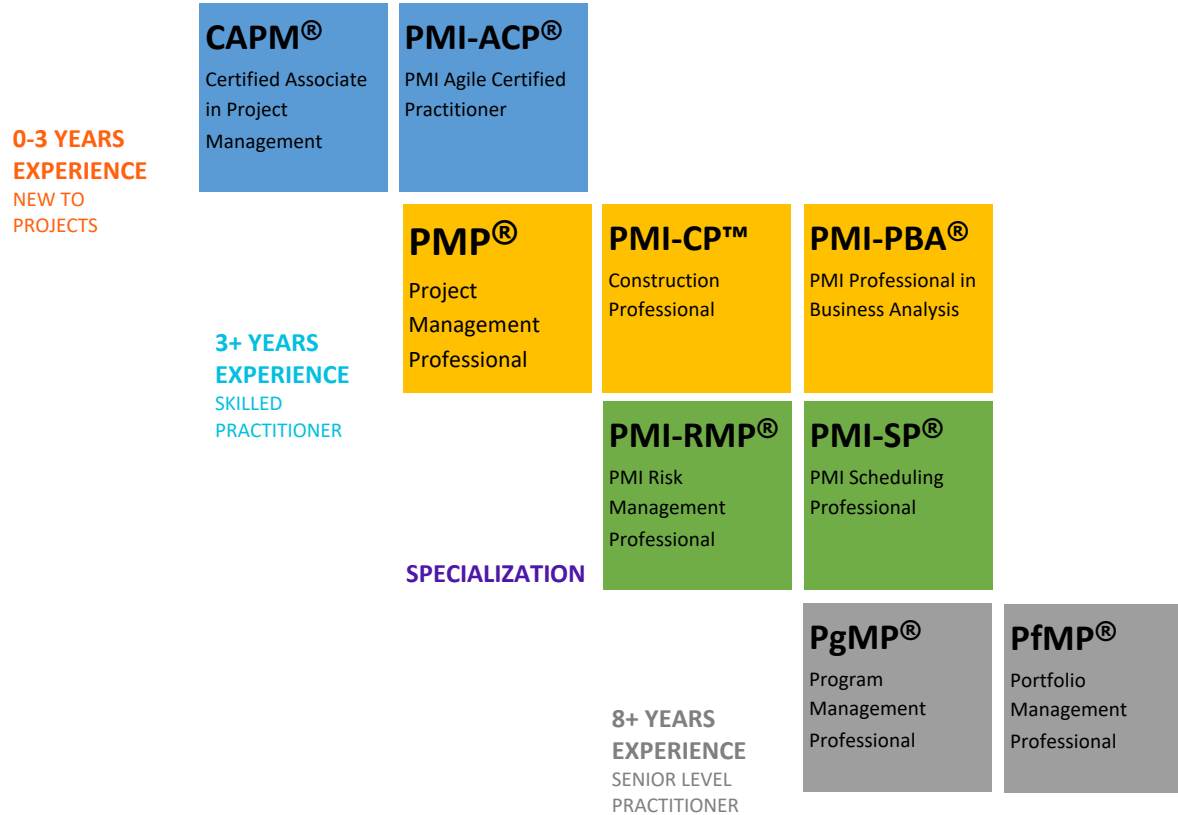 CAPM®
Certified Associate
in Project
Management
PMI-ACP®
PMI Agile Certified
Practitioner
0-3 YEARS
EXPERIENCE
NEW TO
PROJECTS
PMP®
Project
Management
Professional
PMI-CP™
Construction
Professional
PMI-PBA®
PMI Professional in
Business Analysis
3+ YEARS
EXPERIENCE
SKILLED
PRACTITIONER
PMI-RMP®
PMI Risk
Management
Professional
PMI-SP®
PMI Scheduling
Professional
SPECIALIZATION
PgMP®
Program
Management
Professional
PfMP®
Portfolio
Management
Professional
8+ YEARS
EXPERIENCE
SENIOR LEVEL
PRACTITIONER